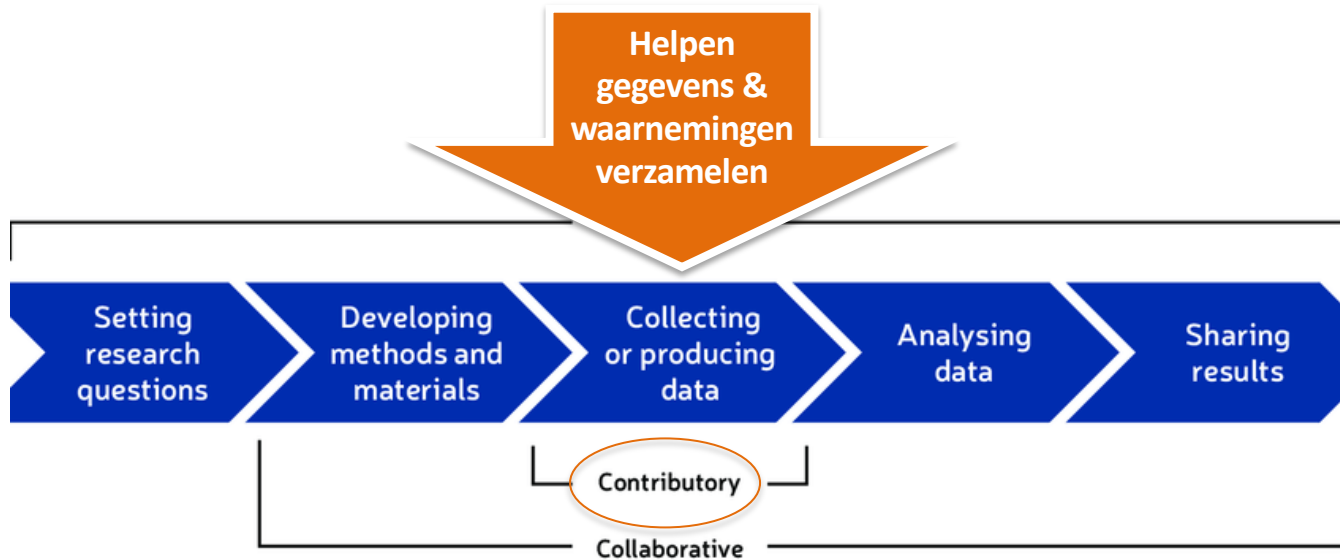 Helpen
gegevens &
waarnemingen
verzamelen
Setting
research
questions
Developing
methods and
materials
Collecting
or producing
data
Analysing
data
Sharing
results
Contributory
Collaborative